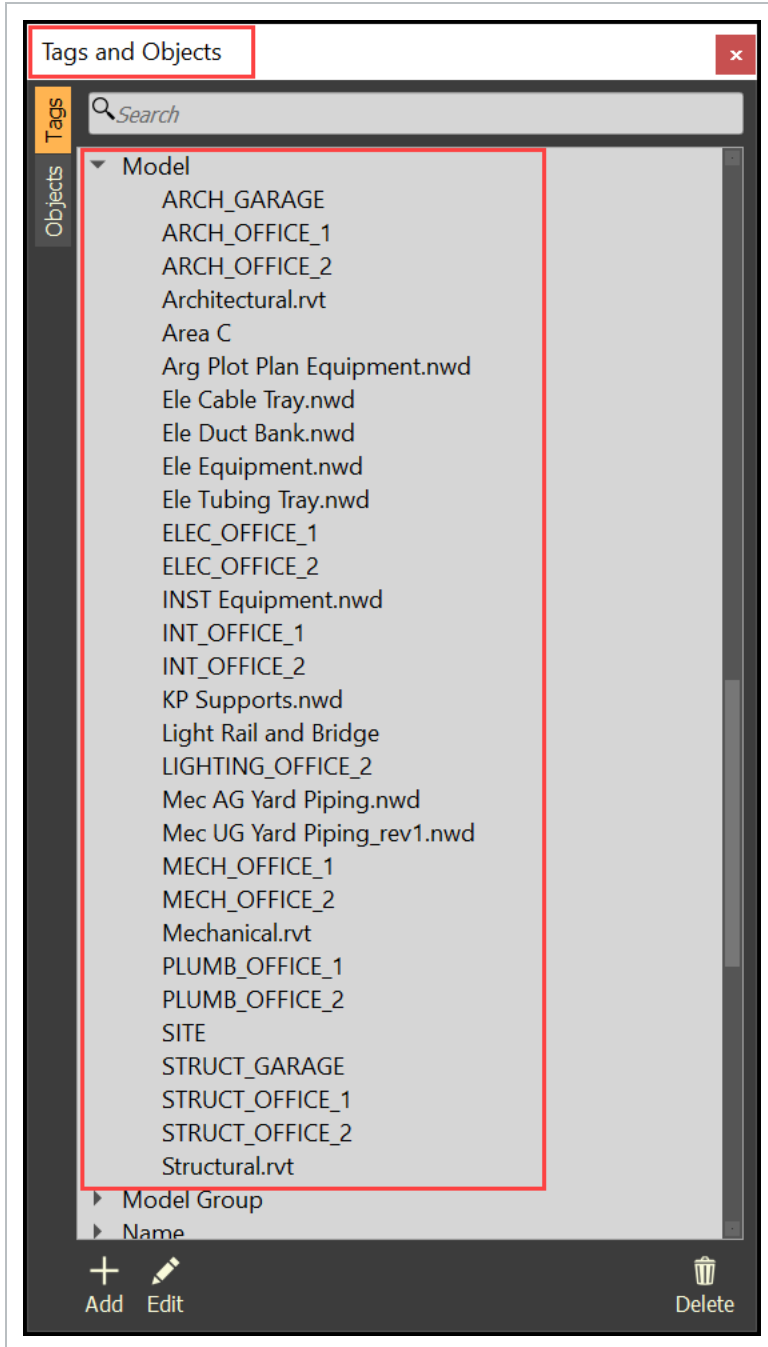 Tags and Objects
x
Tags
Search
Objects
Model
ARCH_GARAGE
ARCH_OFFICE_1
ARCH_OFFICE_2
Architectural.rvt
Area C
Arg Plot Plan Equipment.nwd
Ele Cable Tray.nwd
Ele Duct Bank.nwd
Ele Equipment.nwd
Ele Tubing Tray.nwd
ELEC_OFFICE_1
ELEC_OFFICE_2
INST Equipment.nwd
INT_OFFICE_1
INT_OFFICE_2
KP Supports.nwd
Light Rail and Bridge
LIGHTING_OFFICE_2
Mec AG Yard Piping.nwd
Mec UG Yard Piping_rev1.nwd
MECH_OFFICE_1
MECH_OFFICE_2
Mechanical.rvt
PLUMB_OFFICE_1
PLUMB_OFFICE_2
SITE
STRUCT_GARAGE
STRUCT_OFFICE_1
STRUCT_OFFICE_2
Structural.rvt
Model Group
Name
Add Edit Delete